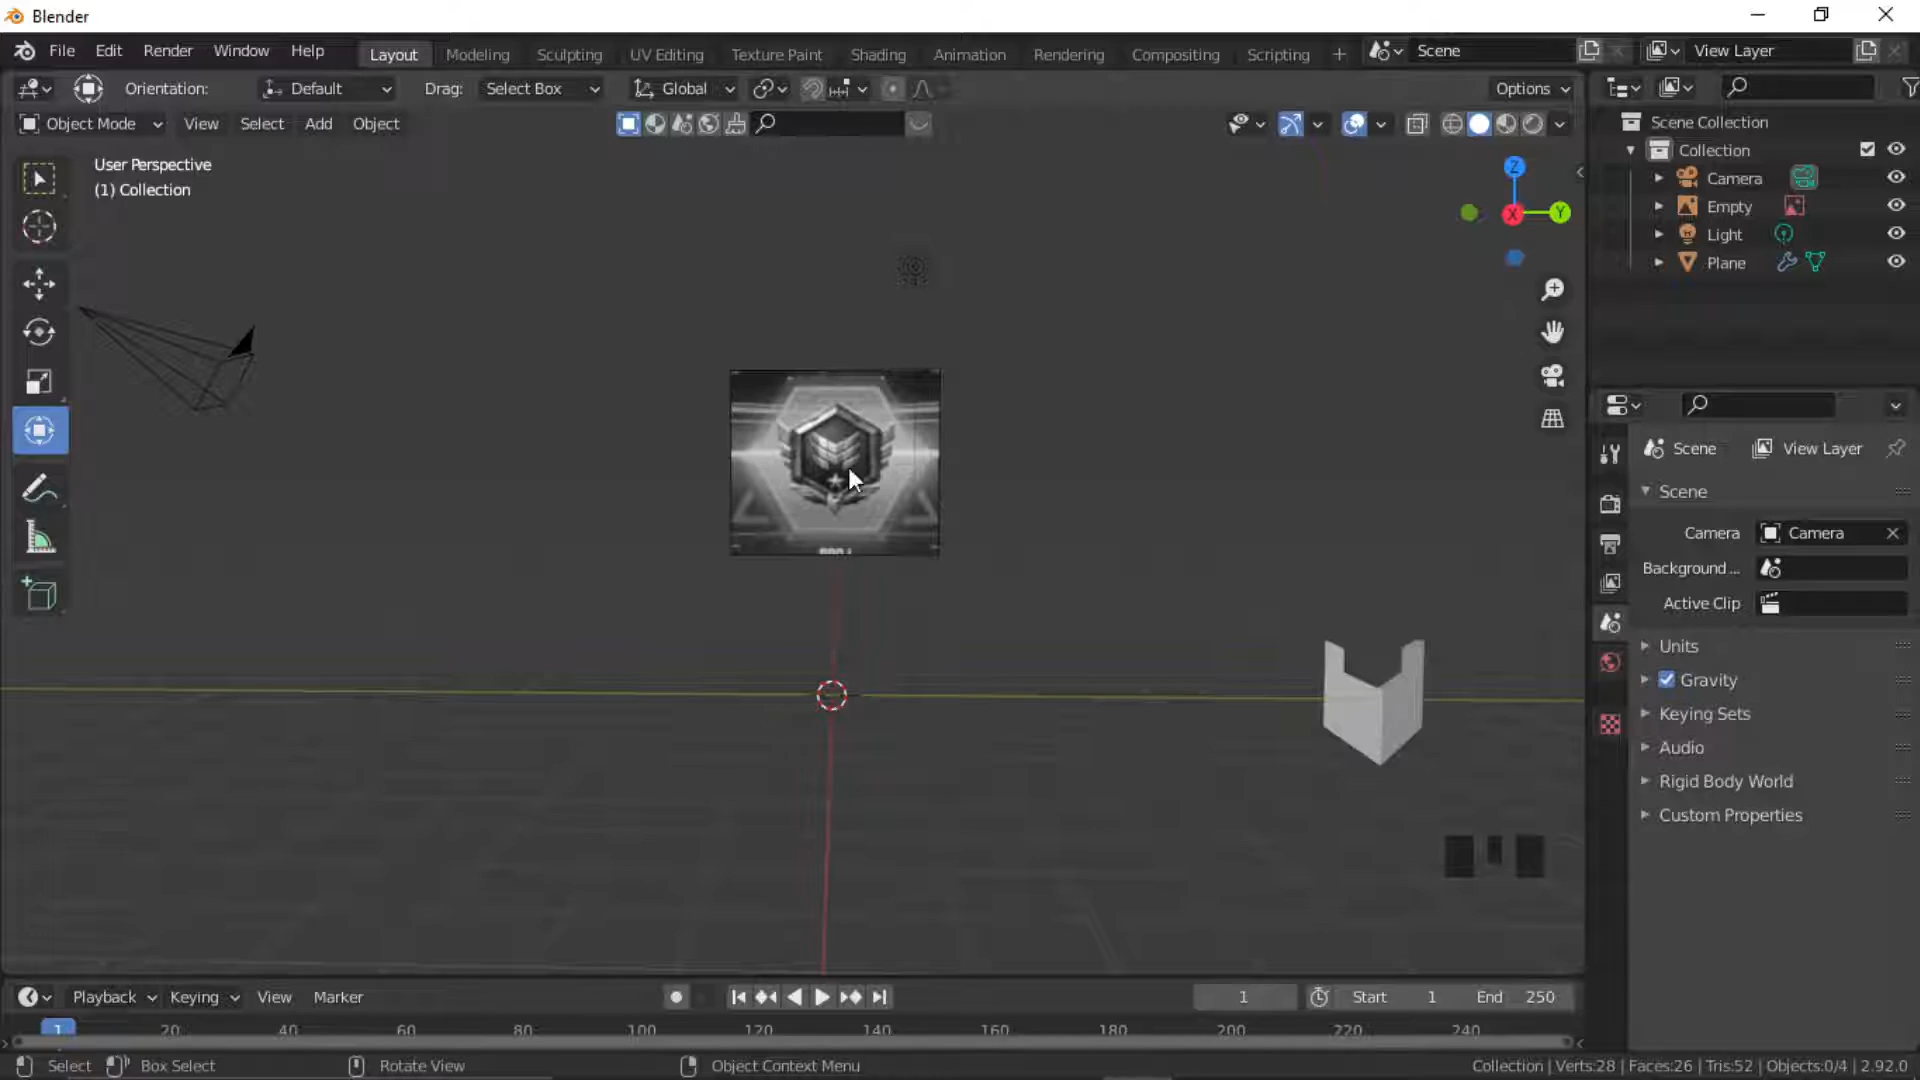 Blender
File Edit Render Window Help Layout Modeling Sculpting UV Editing Texture Paint Shading Animation Rendering Compositing Scripting + Scene View Layer
Orientation: Default Drag: Select Box Global Options
Object Mode View Select Add Object
User Perspective
(1) Collection
Z
X
Y
Scene Collection
Collection
Camera
Empty
Light
Plane
Scene View Layer
Scene
Camera Camera
Background ...
Active Clip
Units
Gravity
Keying Sets
Audio
Rigid Body World
Custom Properties
Playback Keying View Marker 1 Start 1 End 250
1 20 40 60 80 100 120 140 160 180 200 220 240
Select Box Select Rotate View Object Context Menu Collection | Verts:28 | Faces:26 | Tris:52 | Objects:0/4 | 2.92.0